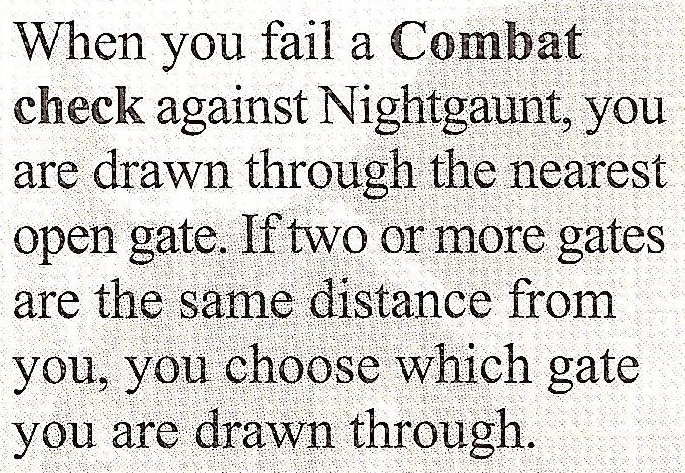 When you fail a Combat
check against Nightgaunt, you
are drawn through the nearest
open gate. If two or more gates
are the same distance from
you, you choose which gate
you are drawn through.